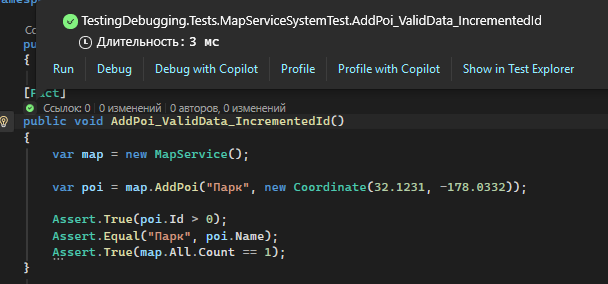 TestingDebugging.Tests.MapServiceSystemTest.AddPoi_ValidData_IncrementedId
Длительность: 3 мс
Run Debug Debug with Copilot Profile Profile with Copilot Show in Test Explorer
{
Ссылок: 0 | 0 изменений | 0 авторов, 0 изменений
public void AddPoi_ValidData_IncrementedId()
{
var map = new MapService();
var poi = map.AddPoi("Парк", new Coordinate(32.1231, -178.0332));
Assert.True(poi.Id > 0);
Assert.Equal("Парк", poi.Name);
Assert.True(map.All.Count == 1);
}